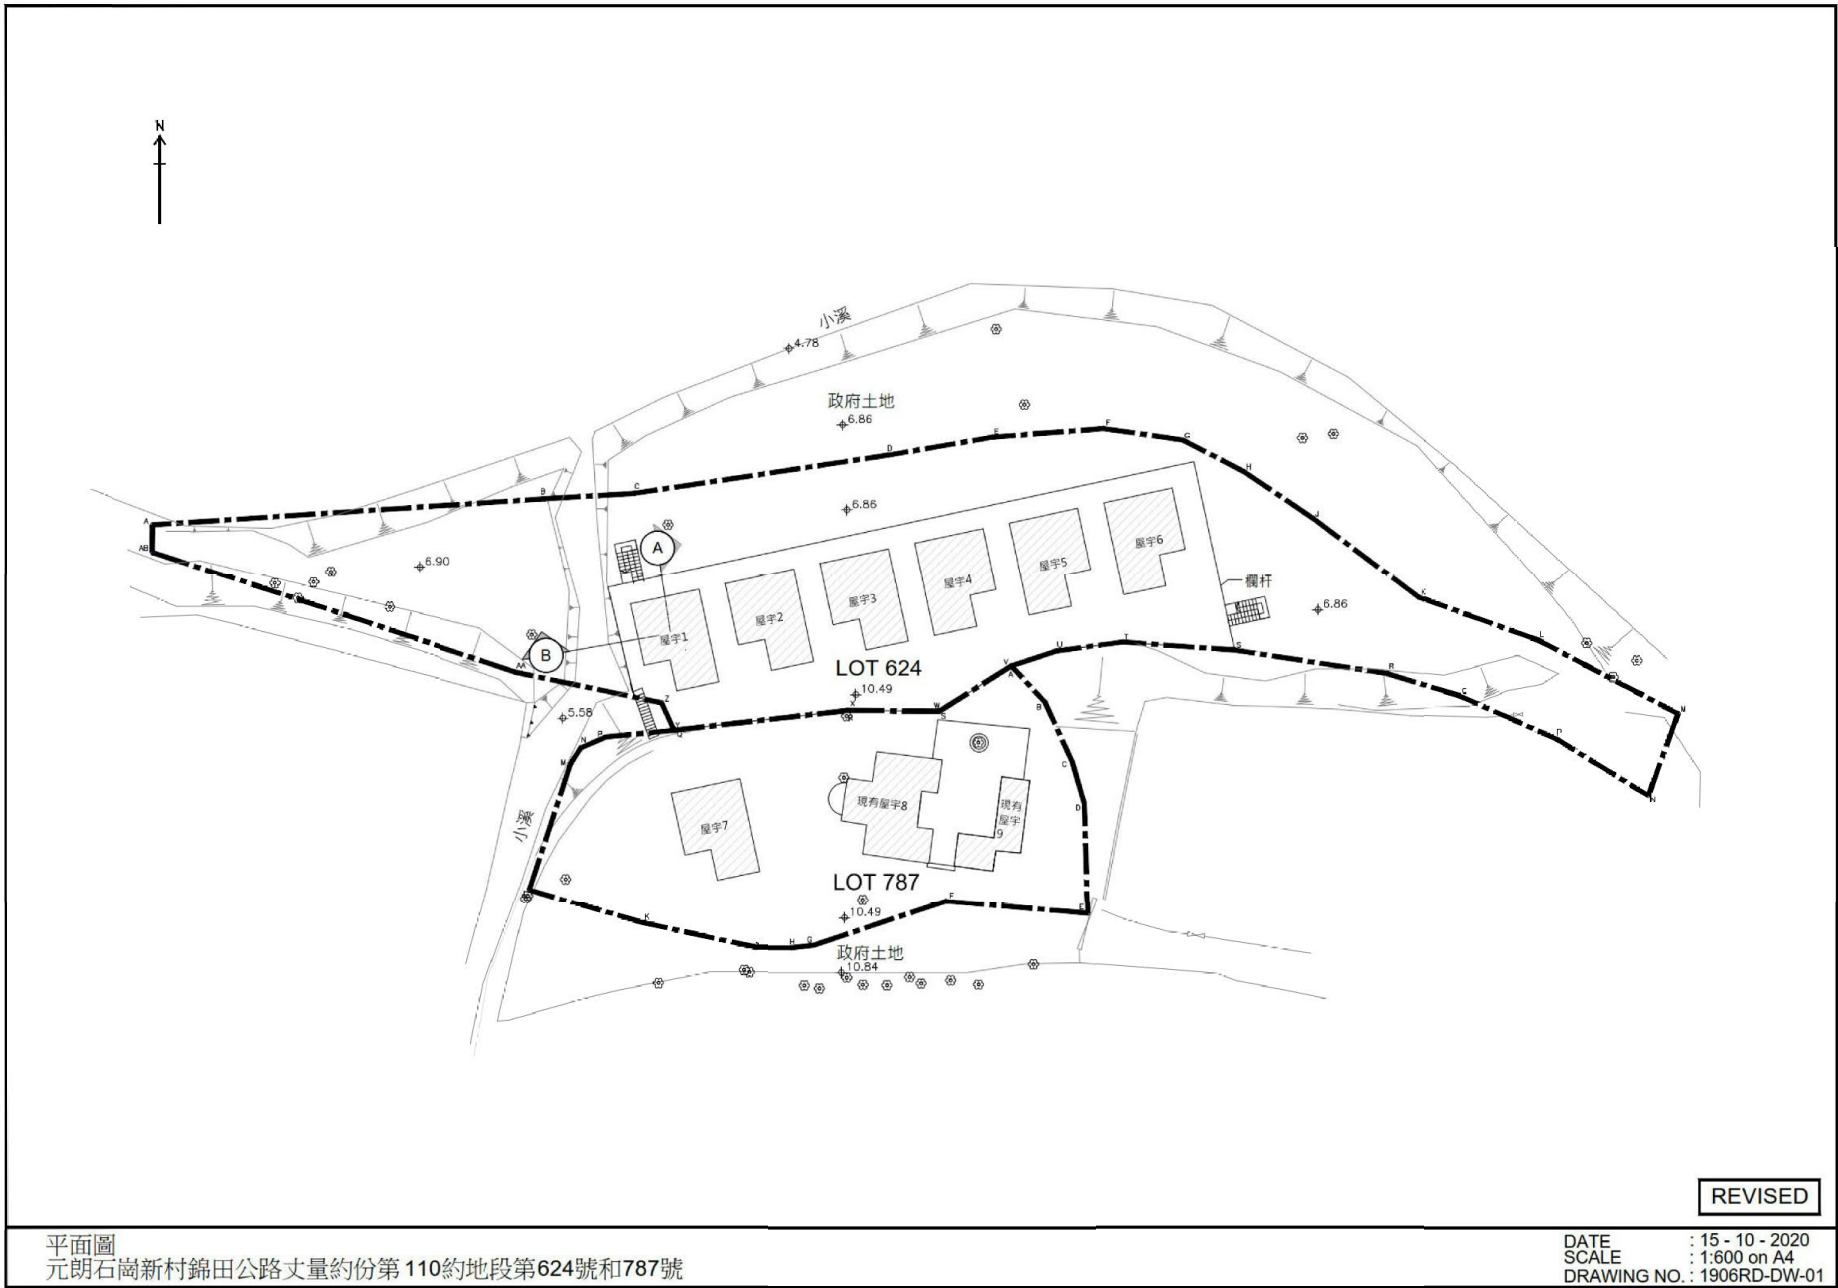 N
小溪
4.78
政府土地
6.86
F
E
G
D
H
C
B
6.86
A
J
A
屋宇6
AB
屋宇5
6.90
屋宇4
欄杆
屋宇3
K
6.86
屋宇2
屋宇1
L
B
U
T
S
V
AA
LOT 624
A
R
10.49
Z
X
W
B
R
S
5.58
Y
Q
P
N
M
C
小溪
現有屋宇8
現有
屋宇
9
D
屋宇7
N
LOT 787
F
E
10.49
K
H
G
政府土地
10.84
REVISED
平面圖
元朗石崗新村錦田公路丈量約份第110約地段第624號和787號
DATE : 15 - 10 - 2020
SCALE : 1:600 on A4
DRAWING NO. : 1906RD-DW-01